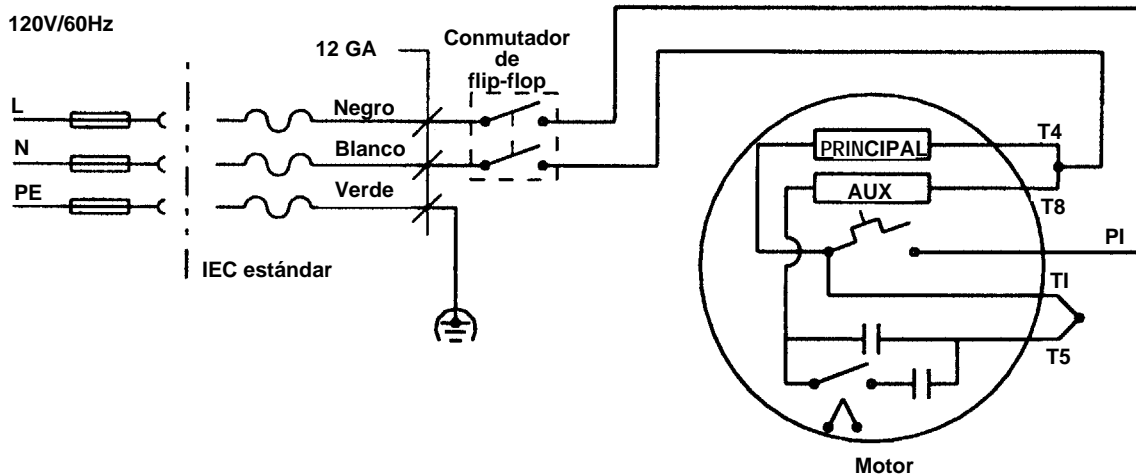 120V/60Hz
12 GA
Conmutador
de
flip-flop
L
Negro
N
Blanco
PE
Verde
IEC estándar
PRINCIPAL
T4
AUX
T8
PI
TI
T5
Motor